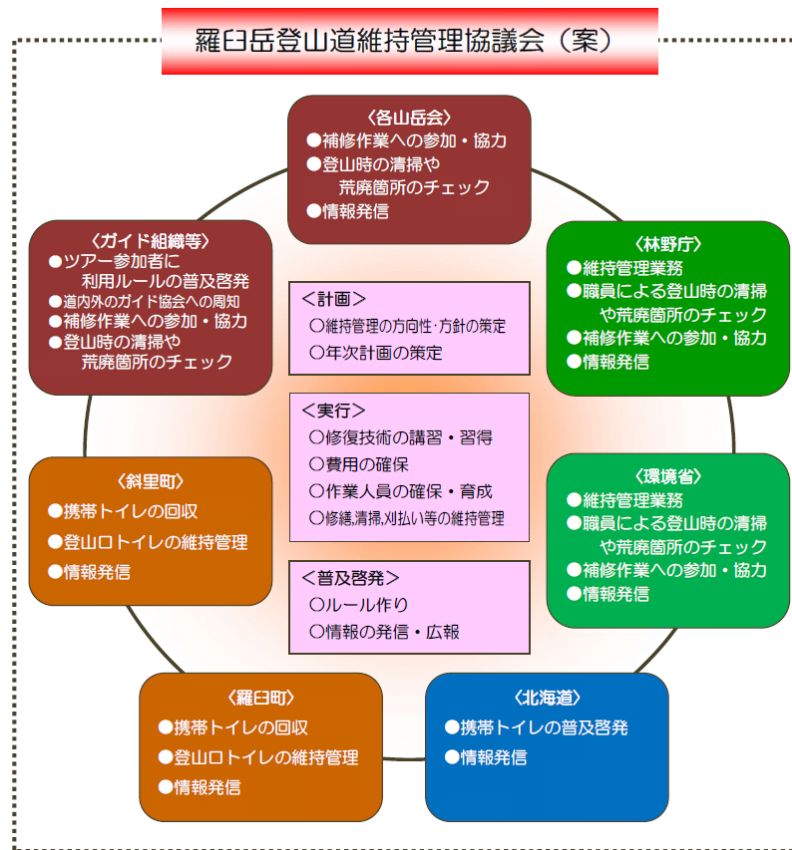 羅臼岳登山道維持管理協議会（案）
〈各山岳会〉
●補修作業への参加・協力
●登山時の清掃や
荒廃箇所のチェック
●情報発信
〈ガイド組織等〉
●ツアー参加者に
利用ルールの普及啓発
●道内外のガイド協会への周知
●補修作業への参加・協力
●登山時の清掃や
荒廃箇所のチェック
〈林野庁〉
●維持管理業務
●職員による登山時の清掃
や荒廃箇所のチェック
●補修作業への参加・協力
●情報発信
＜計画＞
○維持管理の方向性・方針の策定
○年次計画の策定
＜実行＞
○修復技術の講習・習得
○費用の確保
○作業人員の確保・育成
○修繕,清掃,刈払い等の維持管理
＜普及啓発＞
○ルール作り
○情報の発信・広報
〈斜里町〉
●携帯トイレの回収
●登山口トイレの維持管理
●情報発信
〈環境省〉
●維持管理業務
●職員による登山時の清掃
や荒廃箇所のチェック
●補修作業への参加・協力
●情報発信
〈羅臼町〉
●携帯トイレの回収
●登山口トイレの維持管理
●情報発信
〈北海道〉
●携帯トイレの普及啓発
●情報発信